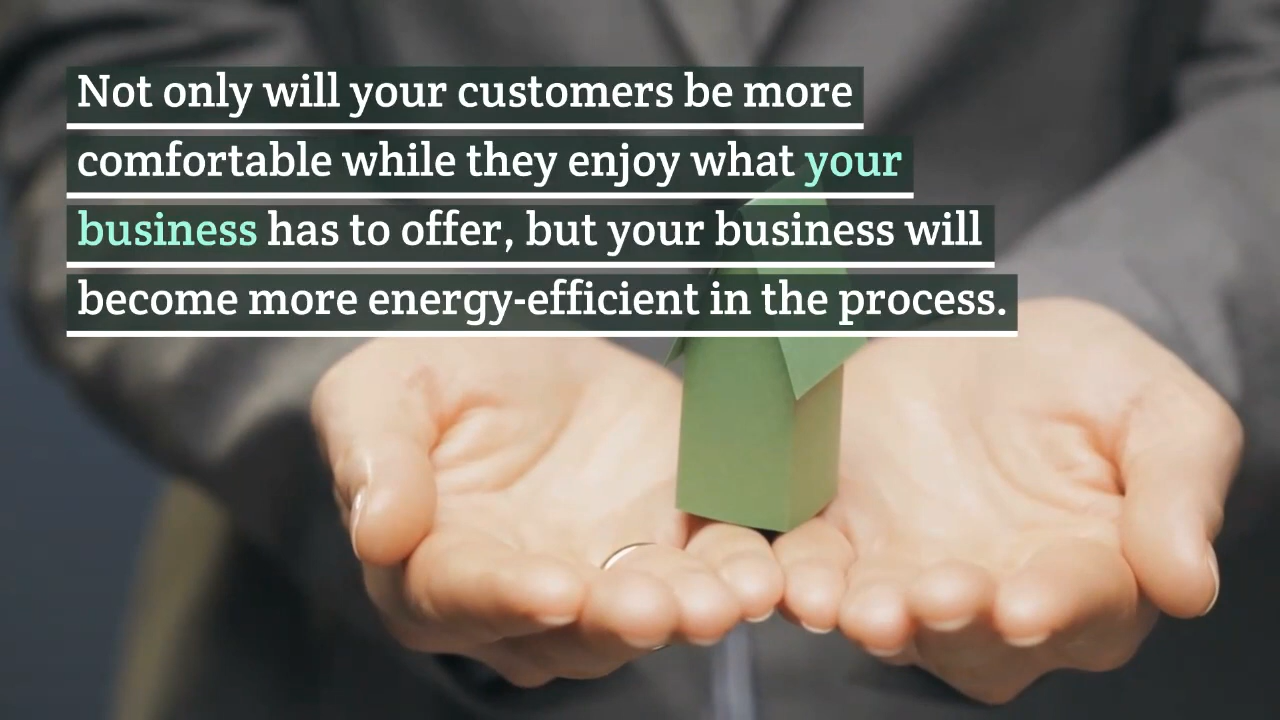 Not only will your customers be more
comfortable while they enjoy what your
business has to offer, but your business will
become more energy-efficient in the process.